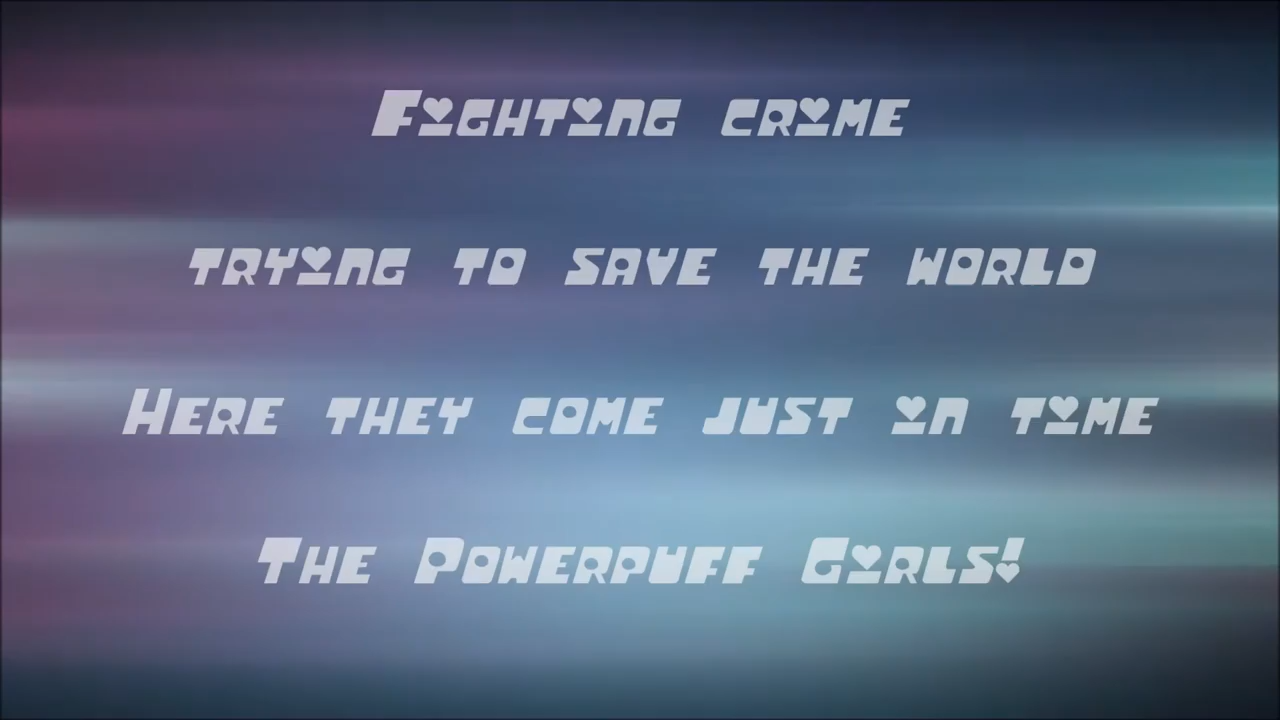 Fighting crime
trying to save the world
Here they come just in time
The Powerpuff Girls!